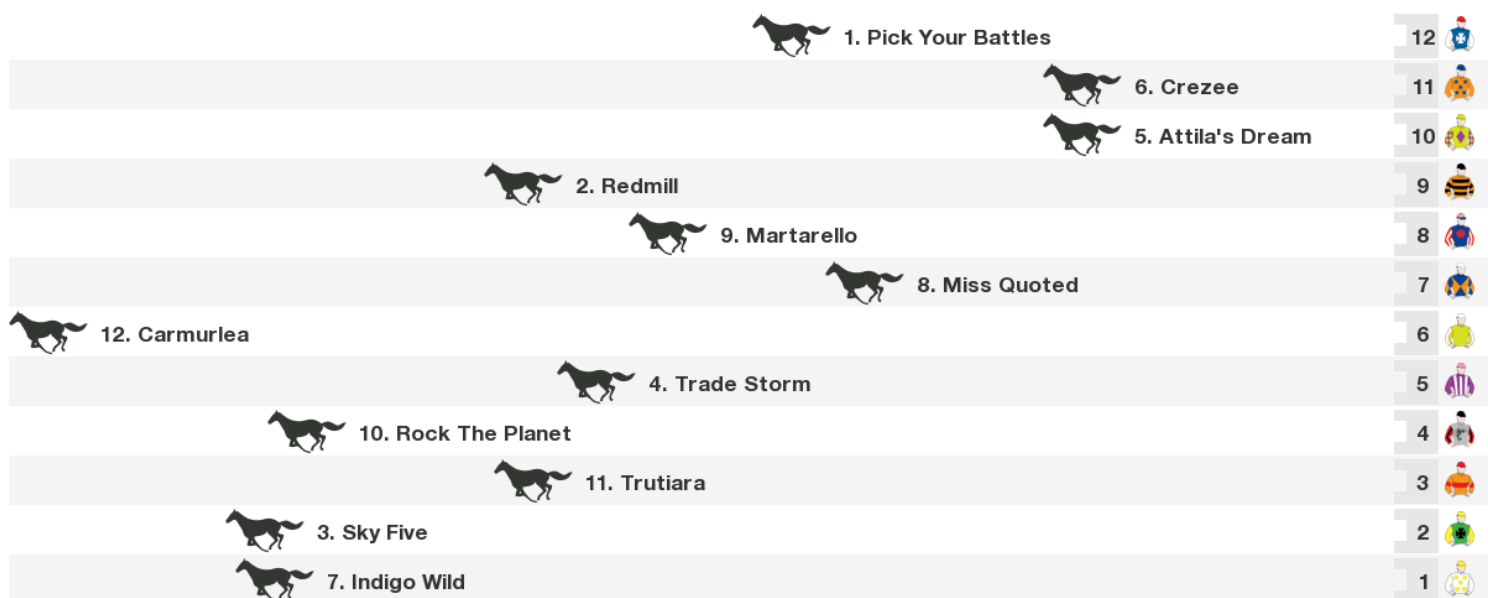 1. Pick Your Battles 12
6. Crezee 11
5. Attila's Dream 10
2. Redmill 9
9. Martarello 8
8. Miss Quoted 7
12. Carmurlea 6
4. Trade Storm 5
10. Rock The Planet 4
11. Trutiara 3
3. Sky Five 2
7. Indigo Wild 1